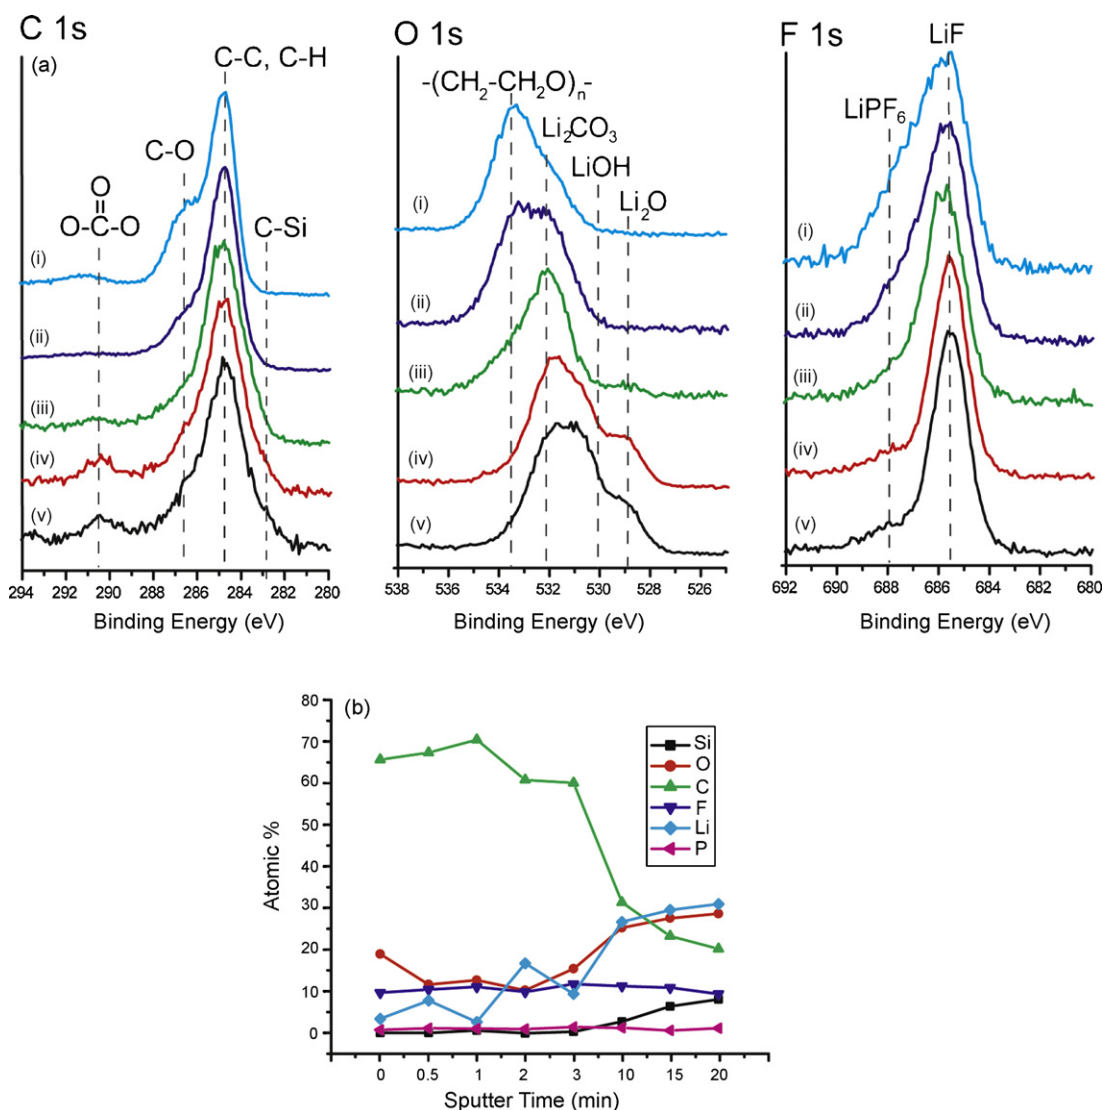 C 1s
(a)
C-C, C-H
C-O
O
O-C-O
C-Si
(i)
(ii)
(iii)
(iv)
(v)
294 292 290 288 286 284 282 280
Binding Energy (eV)
O 1s
-(CH₂-CH₂O)ₙ-
Li₂CO₃
LiOH
Li₂O
(i)
(ii)
(iii)
(iv)
(v)
538 536 534 532 530 528 526
Binding Energy (eV)
F 1s
LiF
LiPF₆
(i)
(ii)
(iii)
(iv)
(v)
692 690 688 686 684 682 680
Binding Energy (eV)
(b)
80
70
60
50
40
30
20
10
0
Atomic %
Si
O
C
F
Li
P
0 0.5 1 2 3 10 15 20
Sputter Time (min)